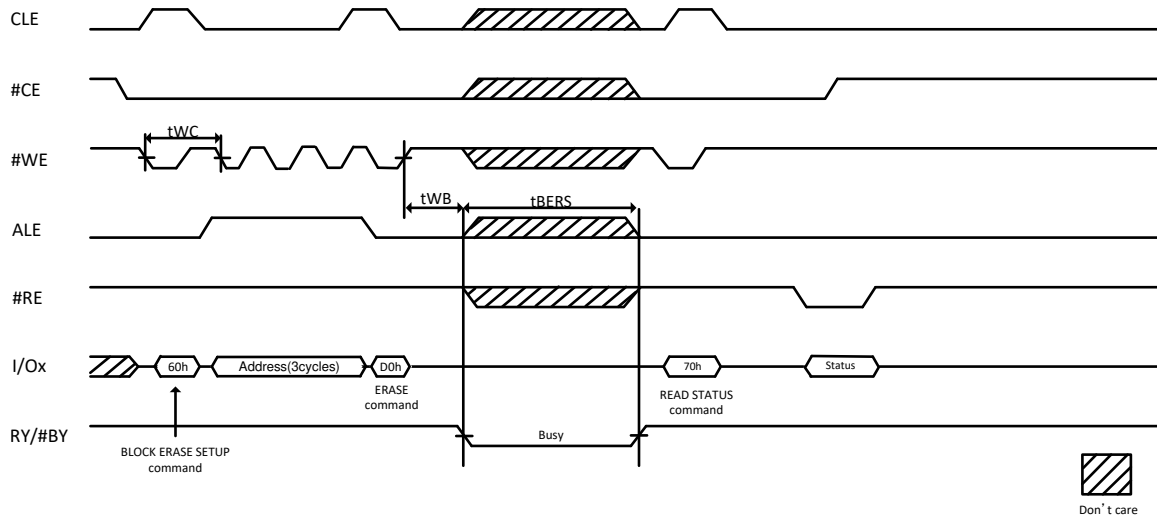 CLE
#CE
tWC
#WE
tWB
tBERS
ALE
#RE
I/Ox
60h
Address(3cycles)
D0h
70h
Status
ERASE
command
READ STATUS
command
RY/#BY
Busy
BLOCK ERASE SETUP
command
Don’t care